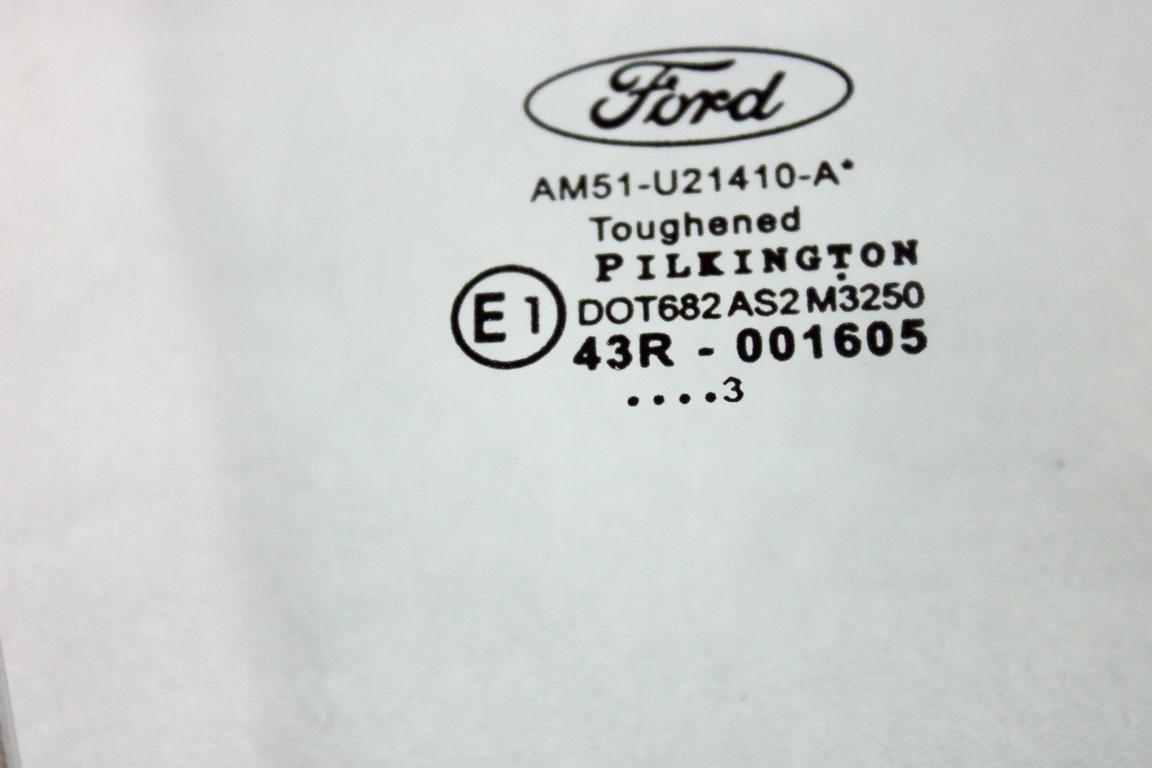 Ford
AM51-U21410-A*
Toughened
PILKINGTON
E1 DOT682 AS2 M3250
43R - 001605
....3